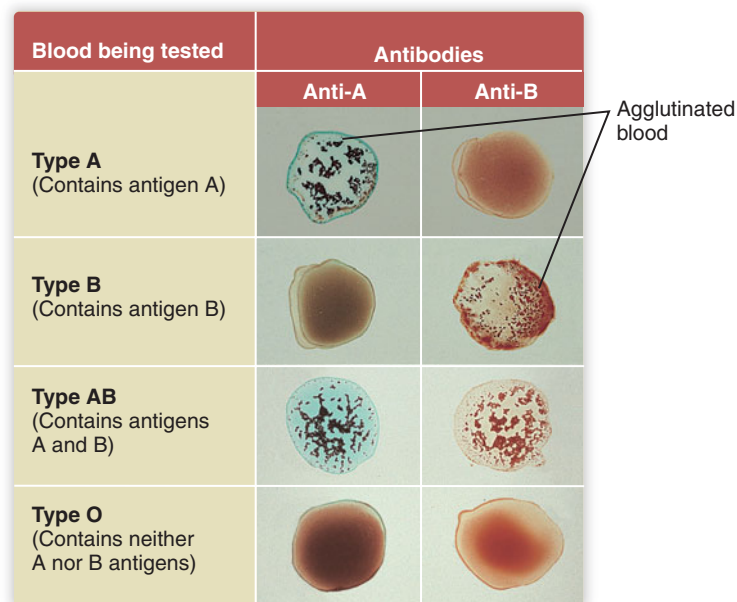 Blood being tested
Antibodies
Anti-A
Anti-B
Agglutinated
blood
Type A
(Contains antigen A)
Type B
(Contains antigen B)
Type AB
(Contains antigens
A and B)
Type O
(Contains neither
A nor B antigens)